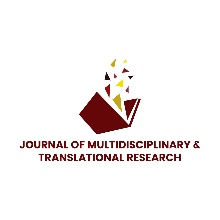 JOURNAL OF MULTIDISCIPLINARY &
TRANSLATIONAL RESEARCH